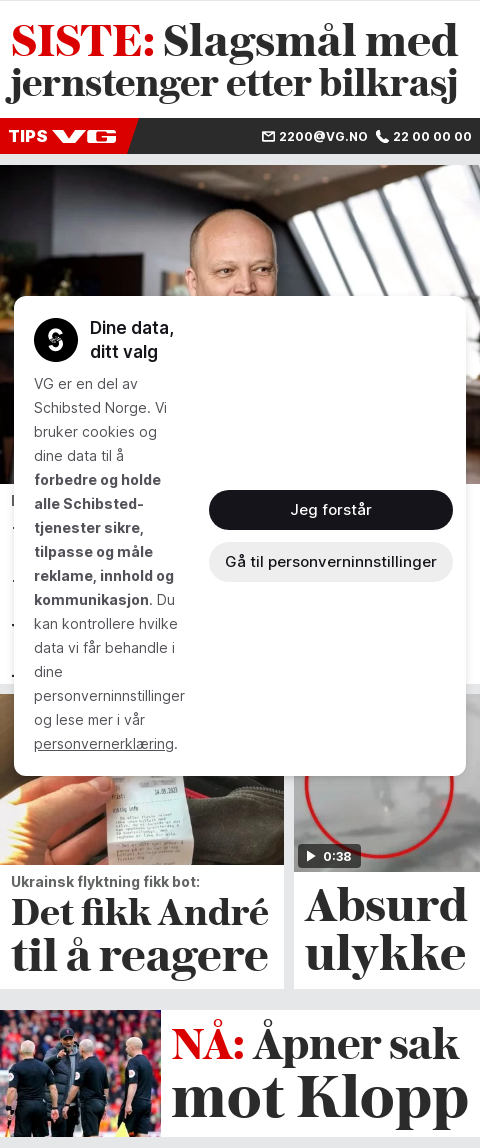 SISTE: Slagsmål med
jernstenger etter bilkrasj
TIPS VG
2200@VG.NO
22 00 00 00
Dine data,
ditt valg
VG er en del av
Schibsted Norge. Vi
bruker cookies og
dine data til å
forbedre og holde
alle Schibsted-
tjenester sikre,
tilpasse og måle
reklame, innhold og
kommunikasjon. Du
kan kontrollere hvilke
data vi får behandle i
dine
personverninnstillinger
og lese mer i vår
personvernerklæring.
Jeg forstår
Gå til personverninnstillinger
14.05.2023
0:38
Ukrainsk flyktning fikk bot:
Det fikk André
til å reagere
Absurd
ulykke
NÅ: Åpner sak
mot Klopp